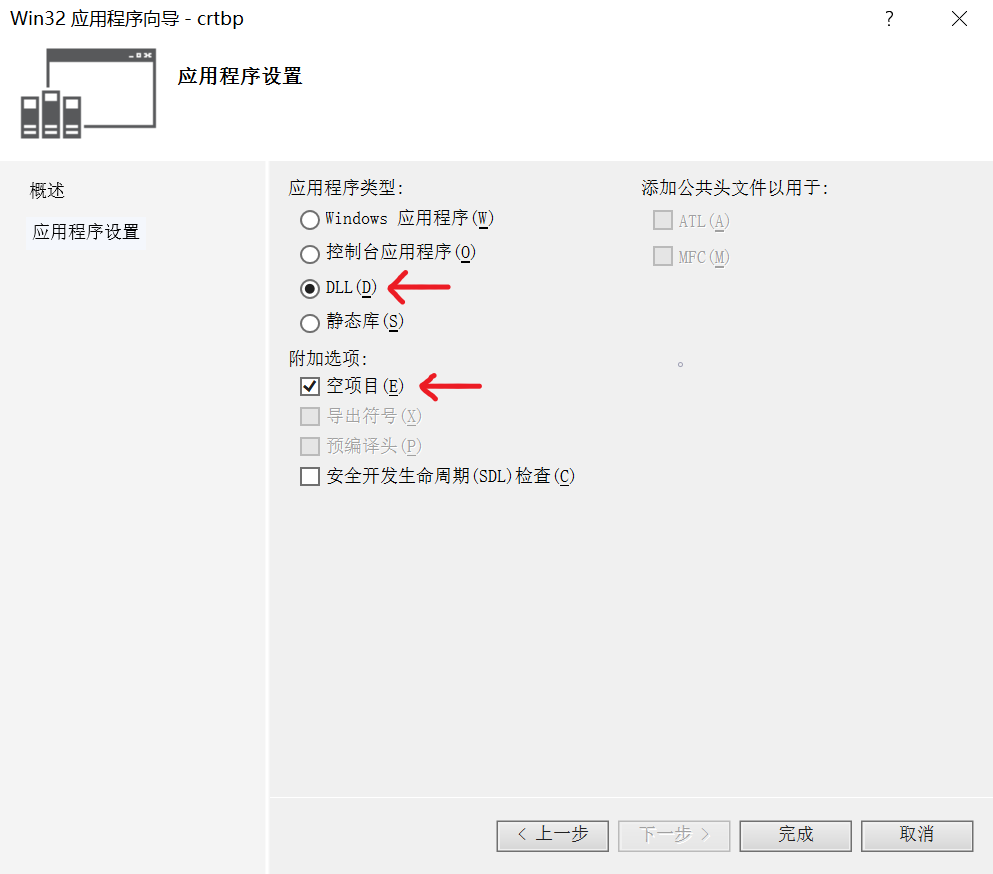 Win32 应用程序向导 - crtbp
?
应用程序设置
概述
应用程序设置
应用程序类型:
Windows 应用程序(W)
控制台应用程序(O)
DLL(D)
静态库(S)
附加选项:
空项目(E)
导出符号(X)
预编译头(P)
安全开发生命周期(SDL)检查(C)
添加公共头文件以用于:
ATL(A)
MFC(M)
< 上一步
下一步 >
完成
取消